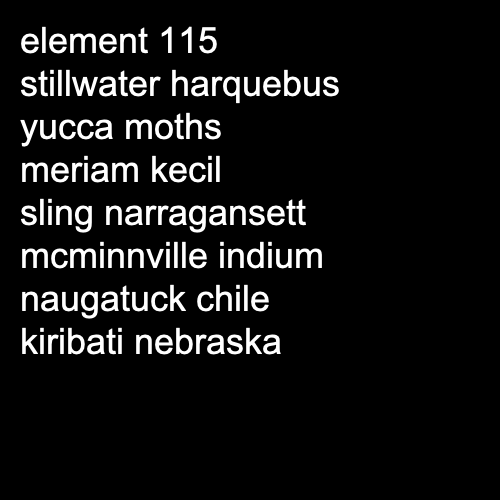 element 115
stillwater harquebus
yucca moths
meriam kecil
sling narragansett
mcminnville indium
naugatuck chile
kiribati nebraska